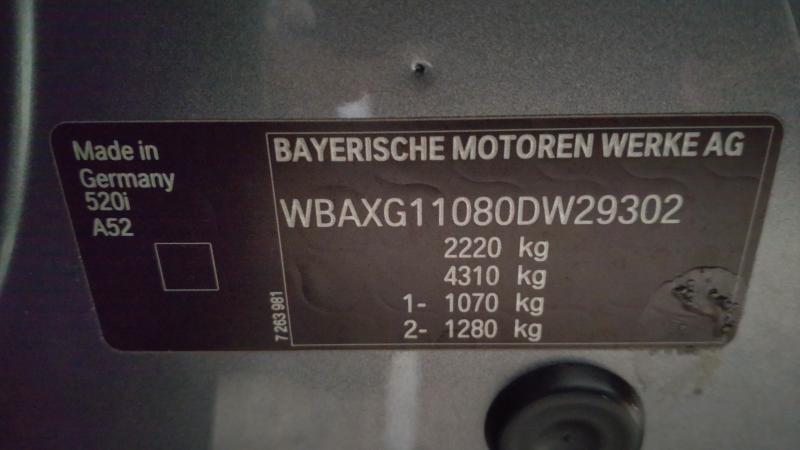 Made in
Germany
520i
A52
7 263 981
BAYERISCHE MOTOREN WERKE AG
WBAXG11080DW29302
2220 kg
4310 kg
1- 1070 kg
2- 1280 kg